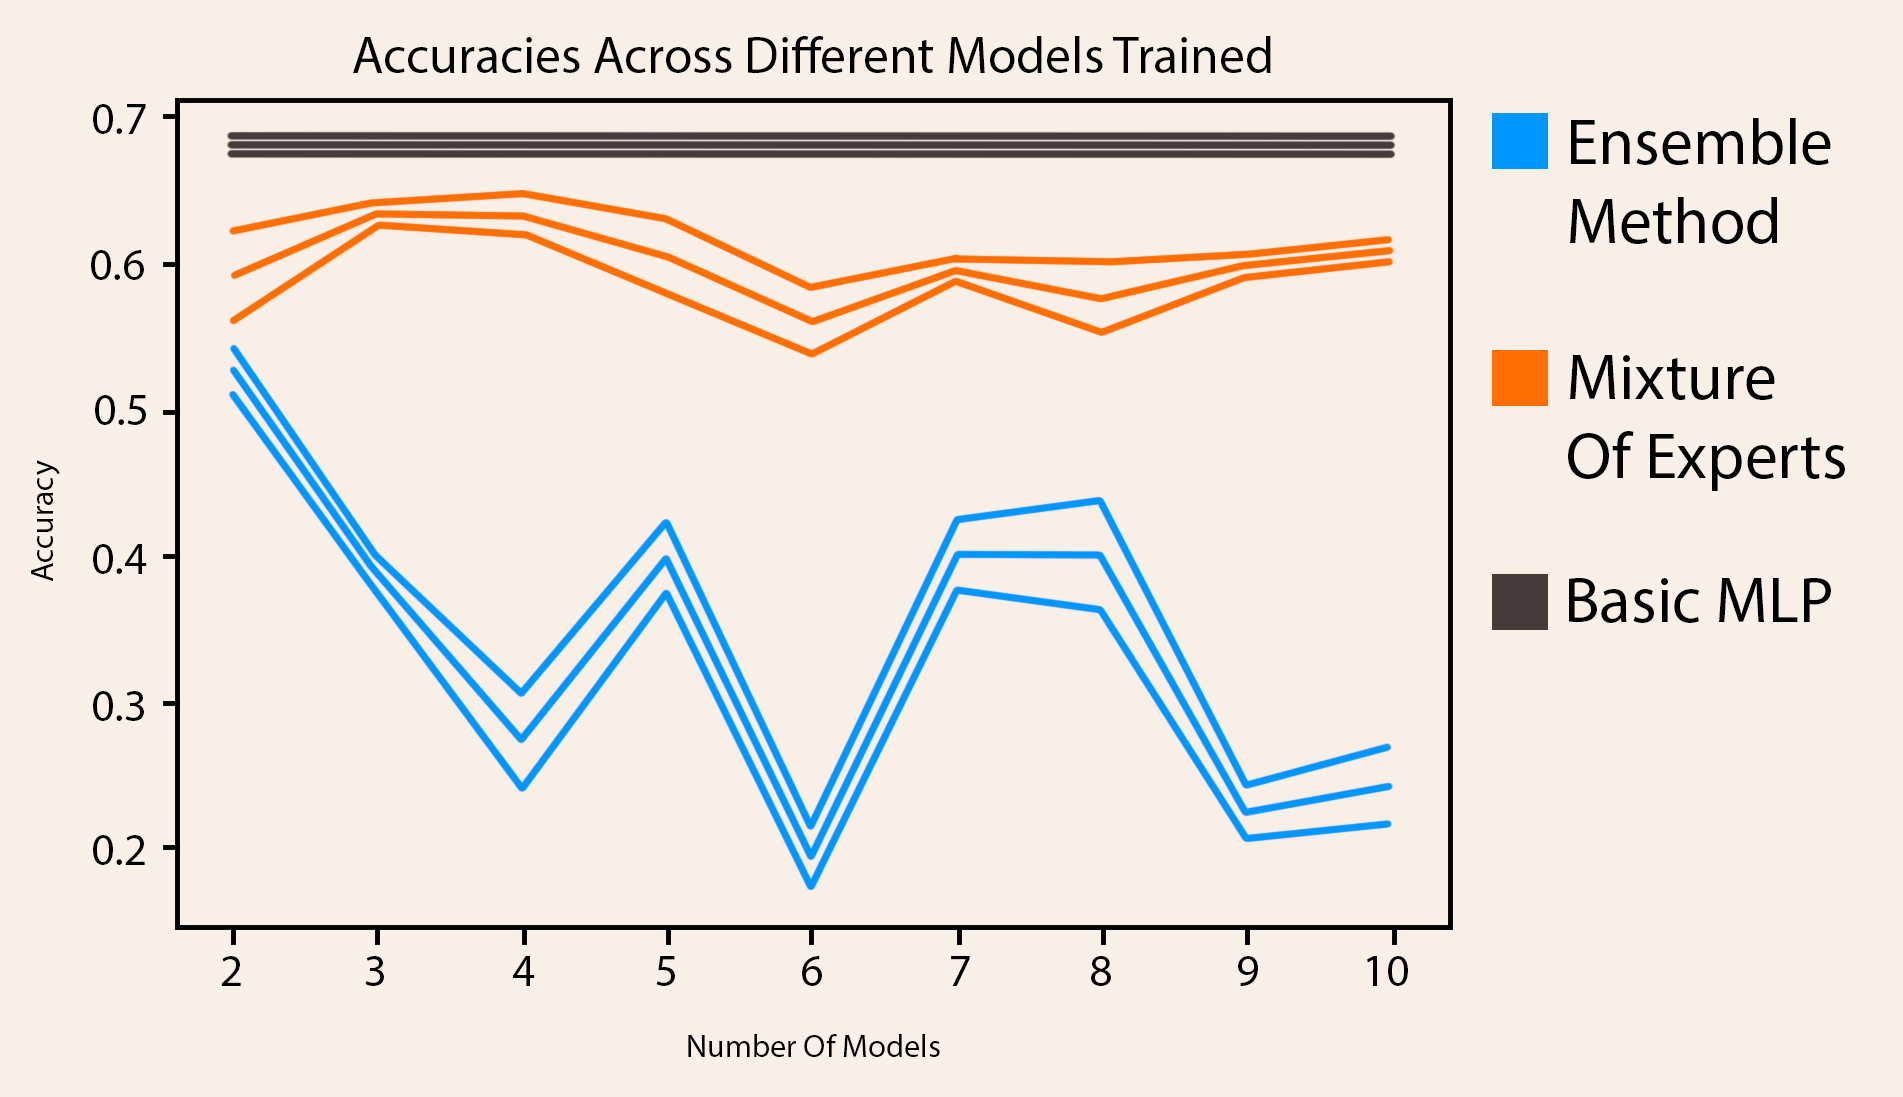 Accuracies Across Different Models Trained
0.7
0.6
0.5
0.4
0.3
0.2
Accuracy
2 3 4 5 6 7 8 9 10
Number Of Models
Ensemble
Method
Mixture
Of Experts
Basic MLP